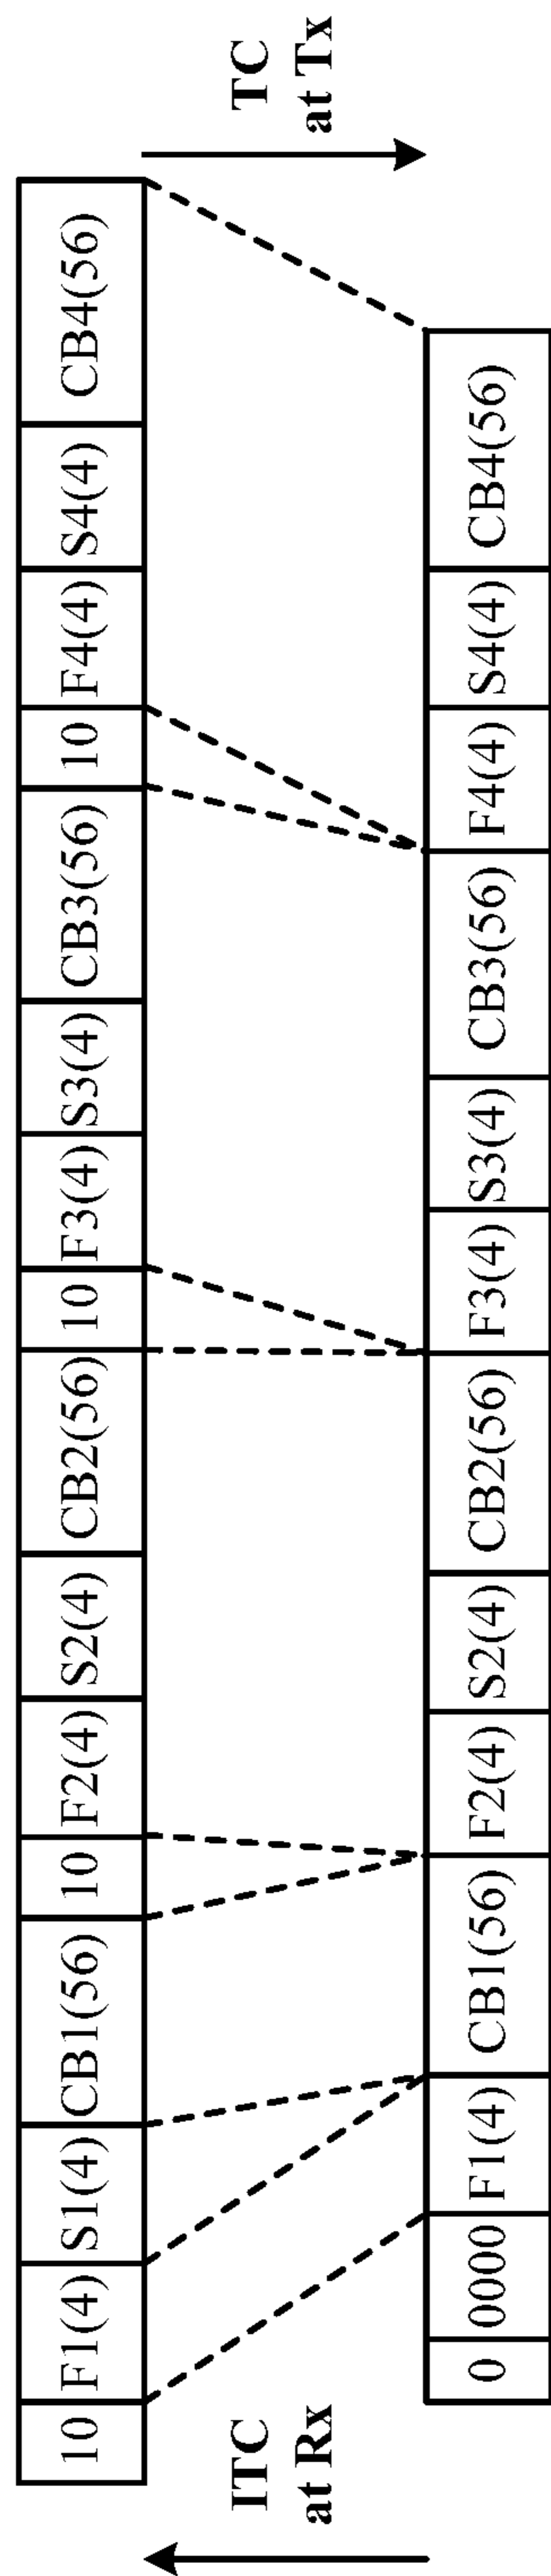 10 F1(4) S1(4) CB1(56) 10 F2(4) S2(4) CB2(56) 10 F3(4) S3(4) CB3(56) 10 F4(4) S4(4) CB4(56)
ITC
at Rx
TC
at Tx
0 0000 F1(4) CB1(56) F2(4) S2(4) CB2(56) F3(4) S3(4) CB3(56) F4(4) S4(4) CB4(56)